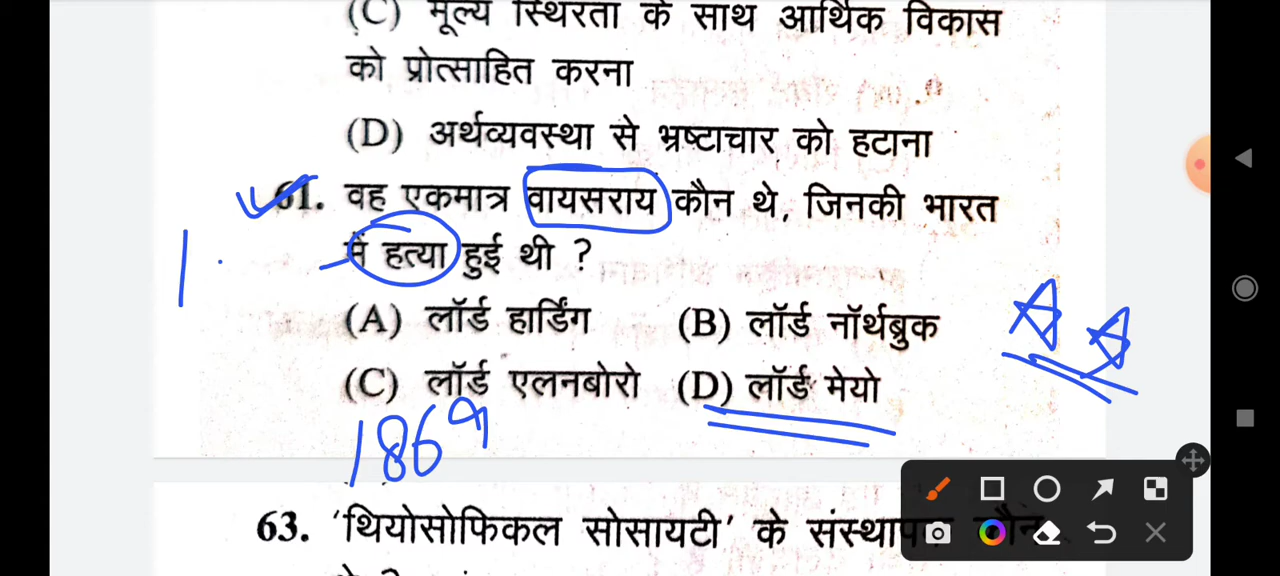 (C) मूल्य स्थिरता के साथ आर्थिक विकास
को प्रोत्साहित करना
(D) अर्थव्यवस्था से भ्रष्टाचार को हटाना
61. वह एकमात्र वायसराय कौन थे, जिनकी भारत
में हत्या हुई थी ?
(A) लॉर्ड हार्डिंग (B) लॉर्ड नॉर्थब्रुक
(C) लॉर्ड एलनबोरो (D) लॉर्ड मेयो
1869
63. 'थियोसोफिकल सोसायटी' के संस्थापक कौन